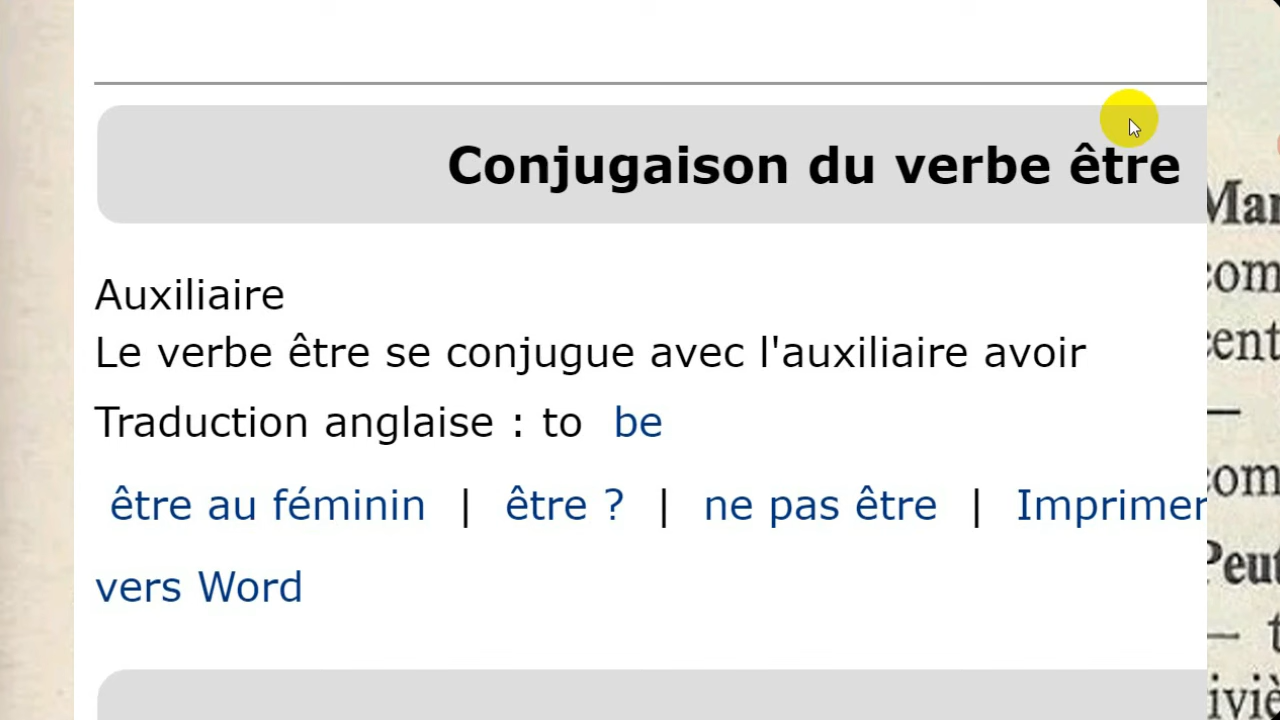 Conjugaison du verbe être
Auxiliaire
Le verbe être se conjugue avec l'auxiliaire avoir
Traduction anglaise : to be
être au féminin | être ? | ne pas être | Imprimer
vers Word